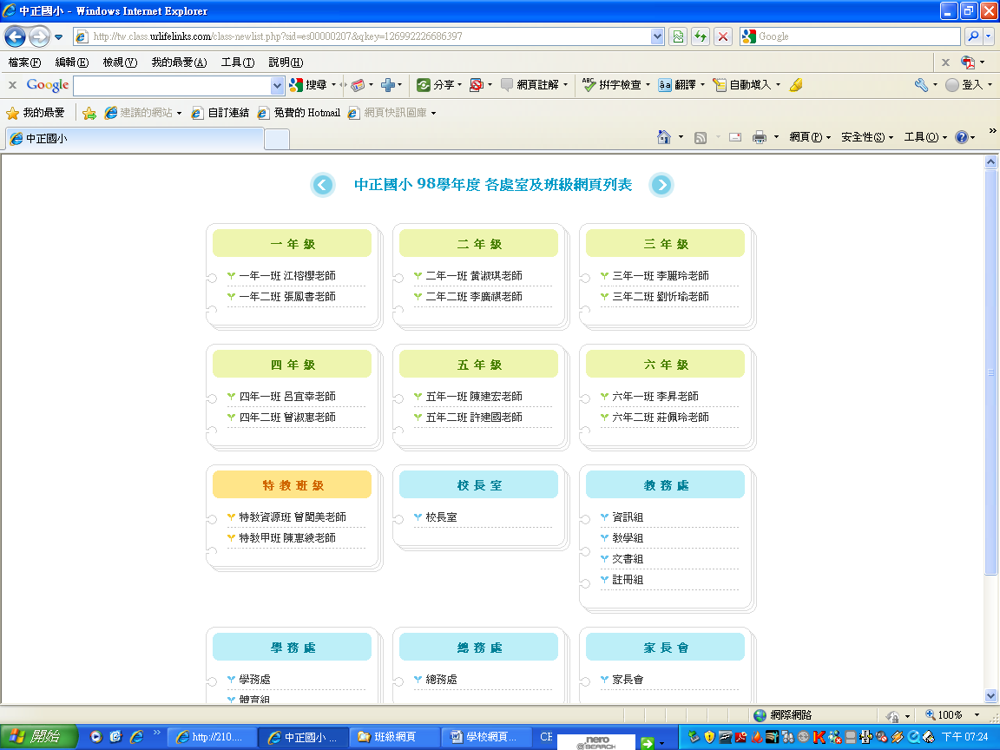 中正國小 - Windows Internet Explorer
http://tw.class.urlifelinks.com/class-newlist.php?sid=es00000207&qkey=126992226686397
Google
檔案(F) 編輯(E) 檢視(V) 我的最愛(A) 工具(T) 說明(H)
Google 搜尋 分享 網頁註解 拼字檢查 翻譯 自動填入 登入
我的最愛 建議的網站 自訂連結 免費的 Hotmail 網頁快訊圖庫
中正國小
網頁(P) 安全性(S) 工具(O)
中正國小 98學年度 各處室及班級網頁列表
一 年 級
一年一班 江榕櫻老師
一年二班 張鳳書老師
二 年 級
二年一班 黃淑琪老師
二年二班 李廣祺老師
三 年 級
三年一班 李麗玲老師
三年二班 劉忻瑜老師
四 年 級
四年一班 呂宜幸老師
四年二班 曾淑惠老師
五 年 級
五年一班 陳建宏老師
五年二班 許建國老師
六 年 級
六年一班 李昇老師
六年二班 莊佩玲老師
特 教 班 級
特教資源班 曾閩美老師
特教甲班 陳惠綾老師
校 長 室
校長室
教 務 處
資訊組
教學組
文書組
註冊組
學 務 處
學務處
體育組
總 務 處
總務處
家 長 會
家長會
網際網路
100%
開始
http://210....
中正國小 ...
班級網頁
學校網頁...
CH
nero
@SEARCH
下午 07:24